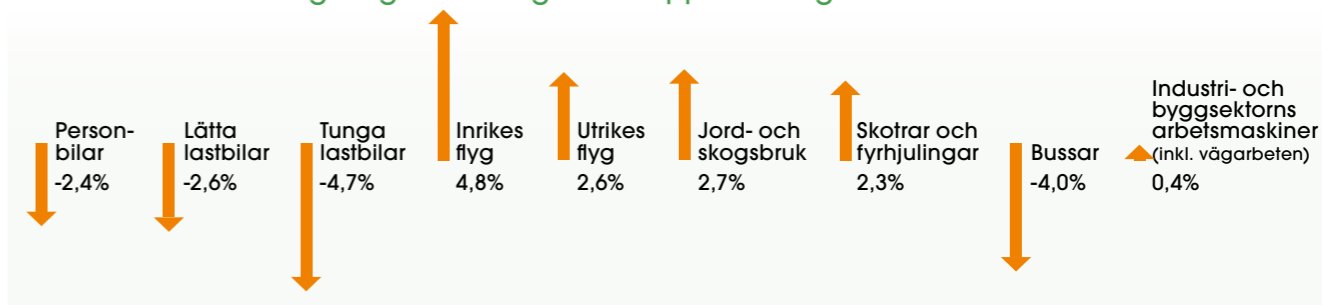 Person-
bilar
-2,4%
Lätta
lastbilar
-2,6%
Tunga
lastbilar
-4,7%
Inrikes
flyg
4,8%
Utrikes
flyg
2,6%
Jord- och
skogsbruk
2,7%
Skotrar och
fyrhjulingar
2,3%
Bussar
-4,0%
Industri- och
byggsektorns
arbetsmaskiner
(inkl. vägarbeten)
0,4%